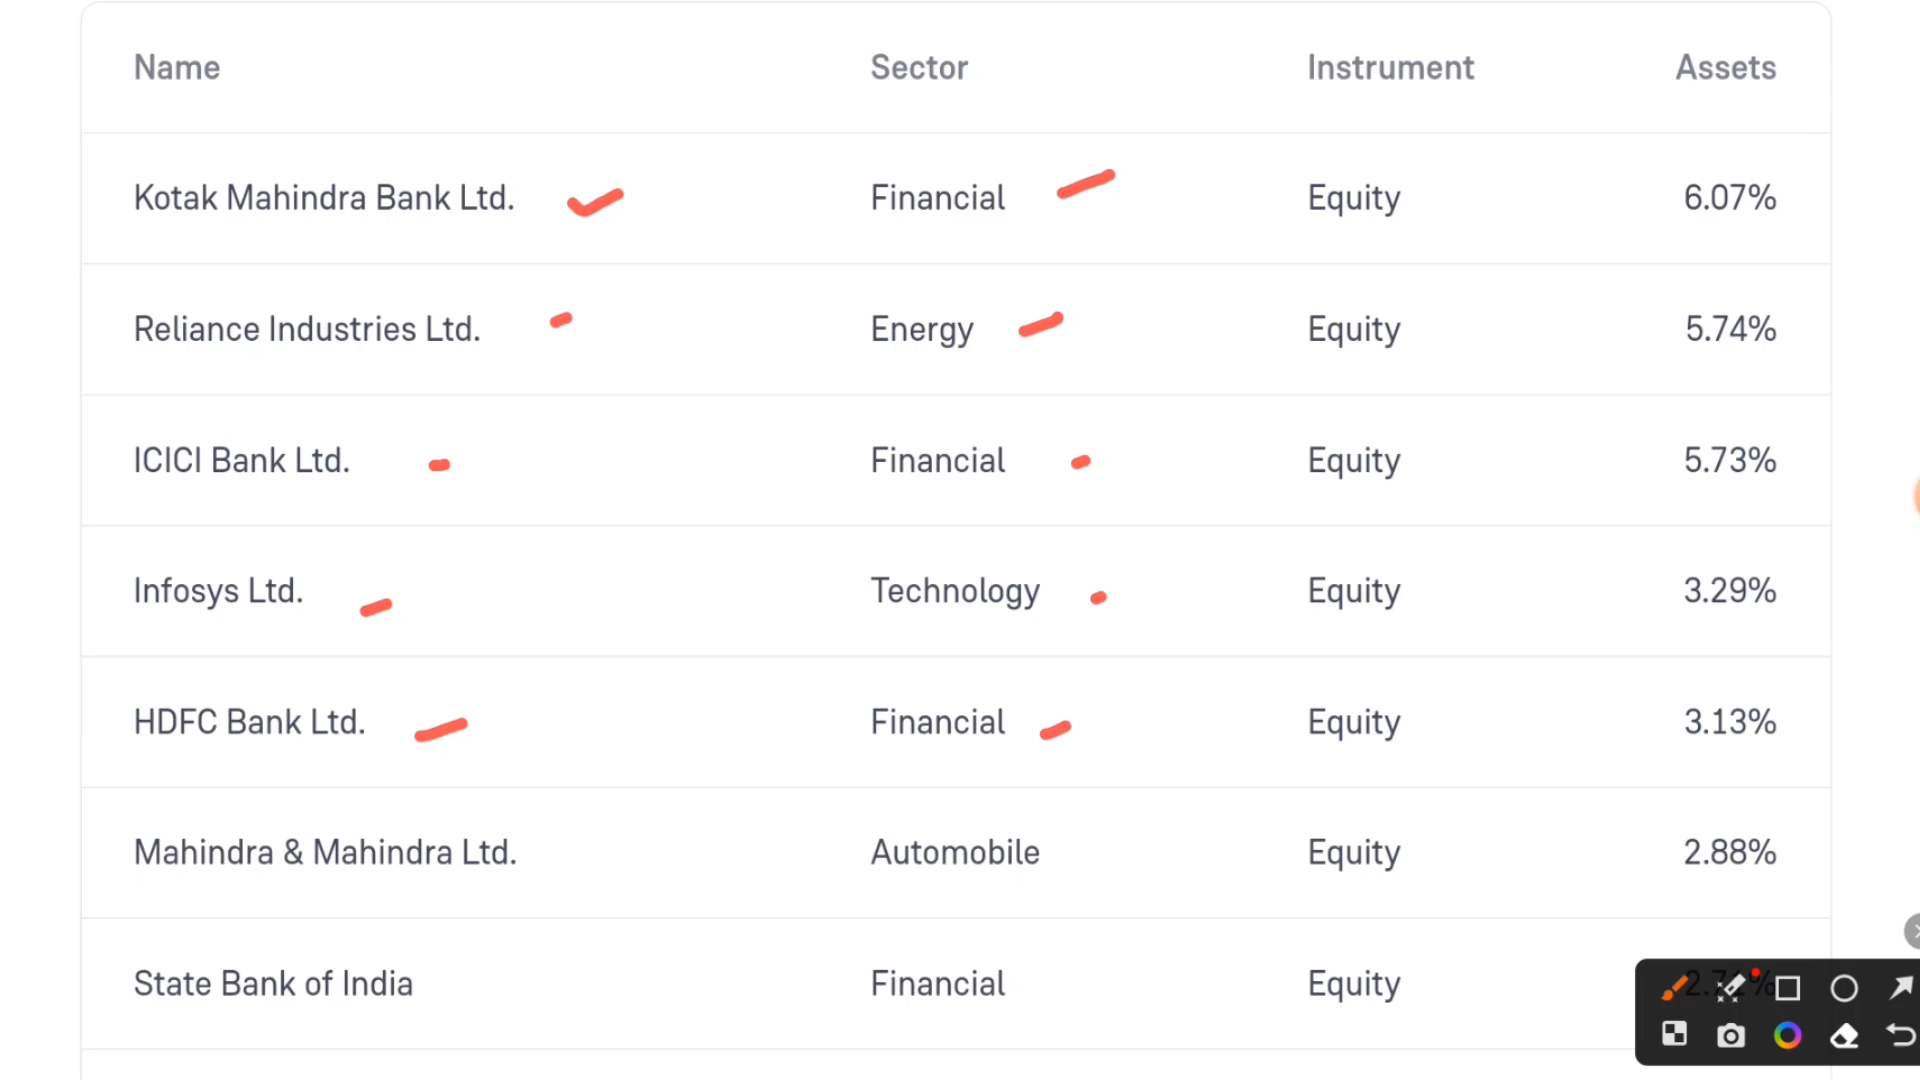 Name Sector Instrument Assets
Kotak Mahindra Bank Ltd. Financial Equity 6.07%
Reliance Industries Ltd. Energy Equity 5.74%
ICICI Bank Ltd. Financial Equity 5.73%
Infosys Ltd. Technology Equity 3.29%
HDFC Bank Ltd. Financial Equity 3.13%
Mahindra & Mahindra Ltd. Automobile Equity 2.88%
State Bank of India Financial Equity